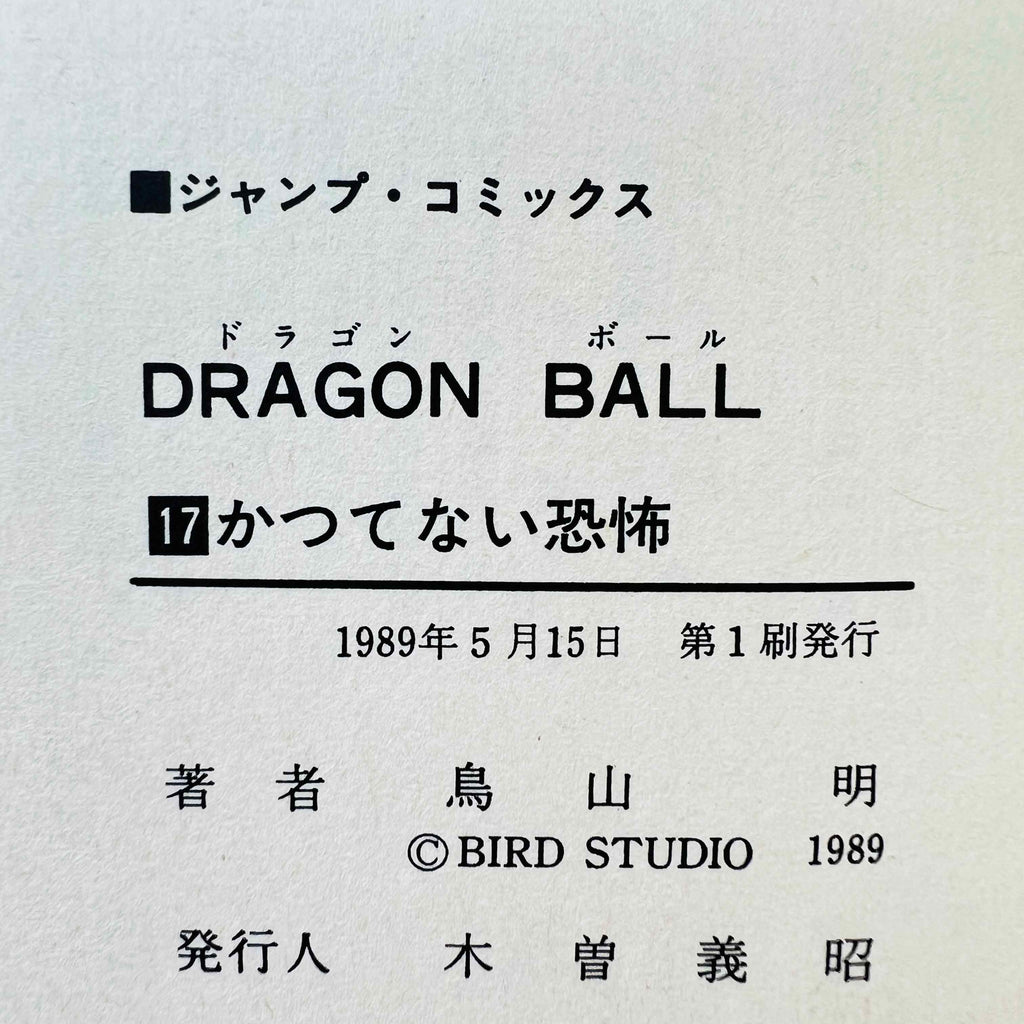 ■ジャンプ・コミックス
ドラゴン ボール
DRAGON BALL
17かつてない恐怖
1989年5月15日 第1刷発行
著者 鳥山 明
©BIRD STUDIO 1989
発行人 木曽義昭